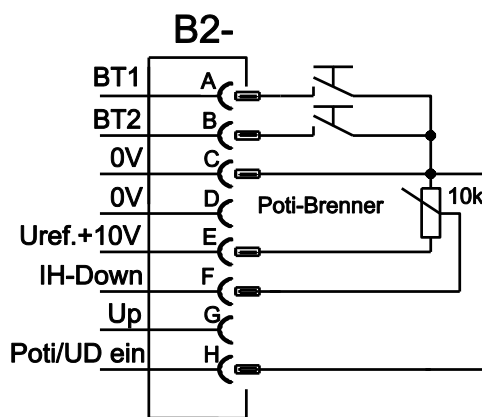 B2-
BT1 A
BT2 B
0V C
0V D
Poti-Brenner 10k
Uref.+10V E
IH-Down F
Up G
Poti/UD ein H